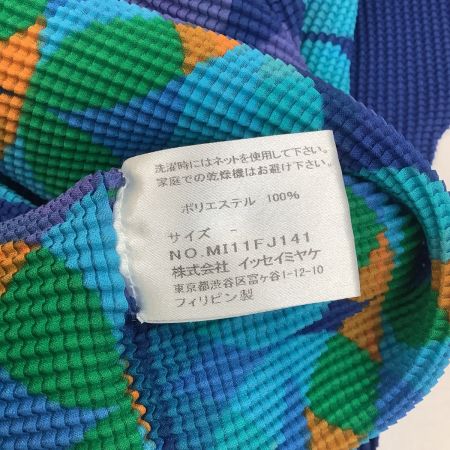 洗濯時にはネットを使用して下さい。
家庭での乾燥機はお避け下さい。
ポリエステル 100%
サイズ -
NO.MI11FJ141
株式会社 イッセイミヤケ
東京都渋谷区富ヶ谷1-12-10
フィリピン製